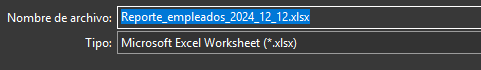 Nombre de archivo: Reporte_empleados_2024_12_12.xlsx
Tipo: Microsoft Excel Worksheet (*.xlsx)